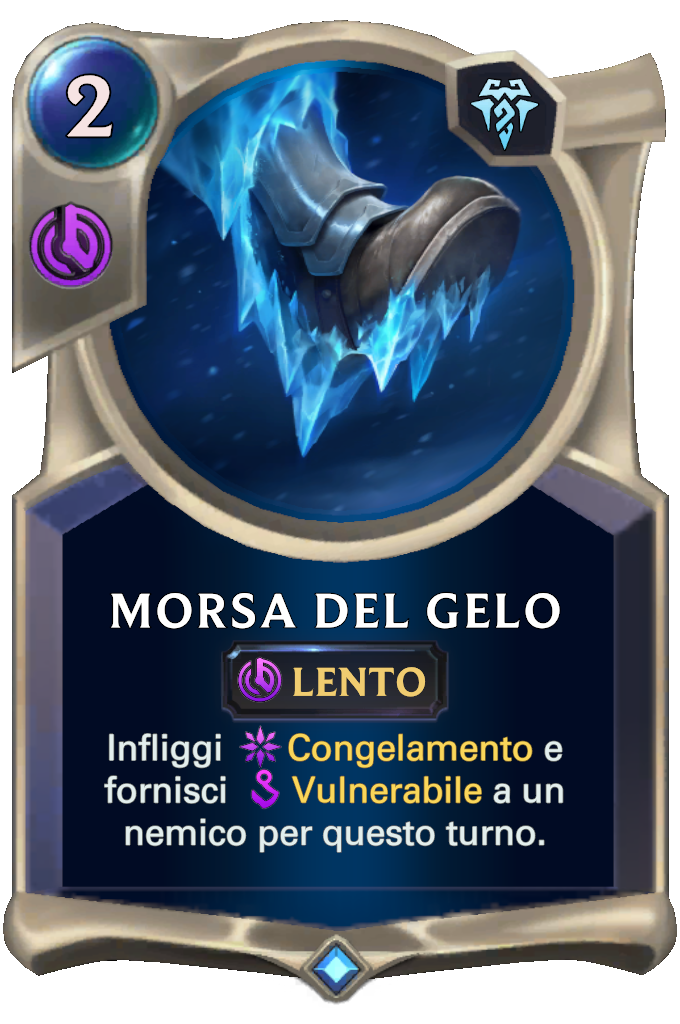 2
MORSA DEL GELO
LENTO
Infliggi Congelamento e
fornisci Vulnerabile a un
nemico per questo turno.